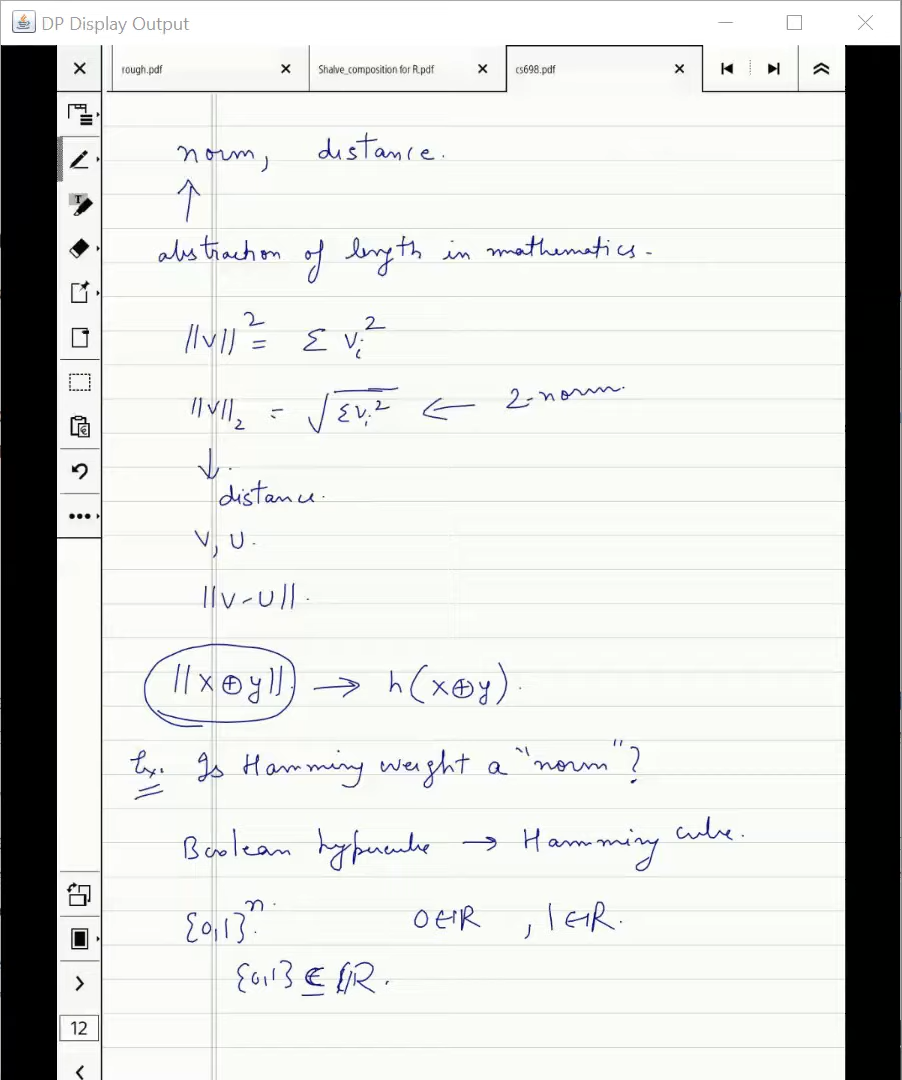 DP Display Output
rough.pdf
Shalve_composition for R.pdf
cs698.pdf
norm, distance.
↑
abstraction of length in mathematics.
||v||² = Σ vᵢ²
||v||₂ = √Σvᵢ² ← 2-norm.
↓
distance.
v, u.
||v-u||.
||x⊕y|| → h(x⊕y).
Ex. Is Hamming weight a "norm"?
Boolean hypercube → Hamming cube.
{0,1}ⁿ. 0∈ℝ , 1∈ℝ.
{0,1} ⊆ ℝ.
12